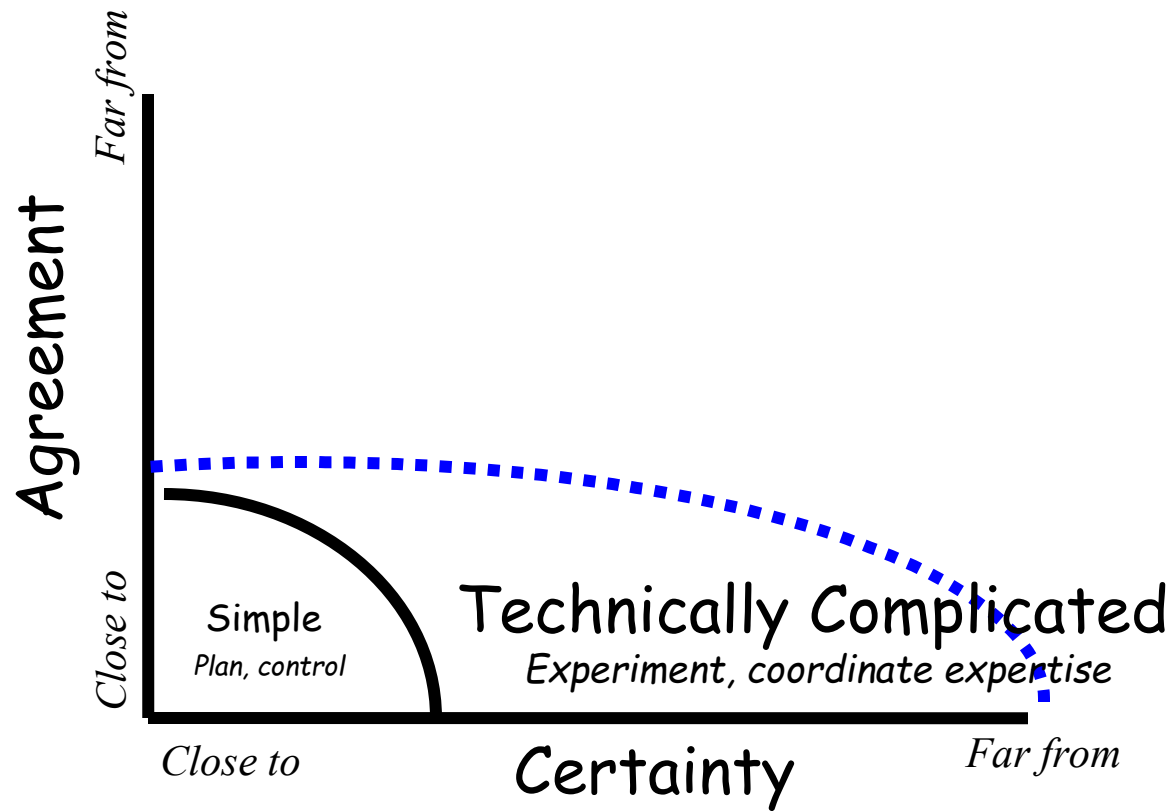 Far from
Agreement
Close to
Simple
Plan, control
Technically Complicated
Experiment, coordinate expertise
Close to
Certainty
Far from